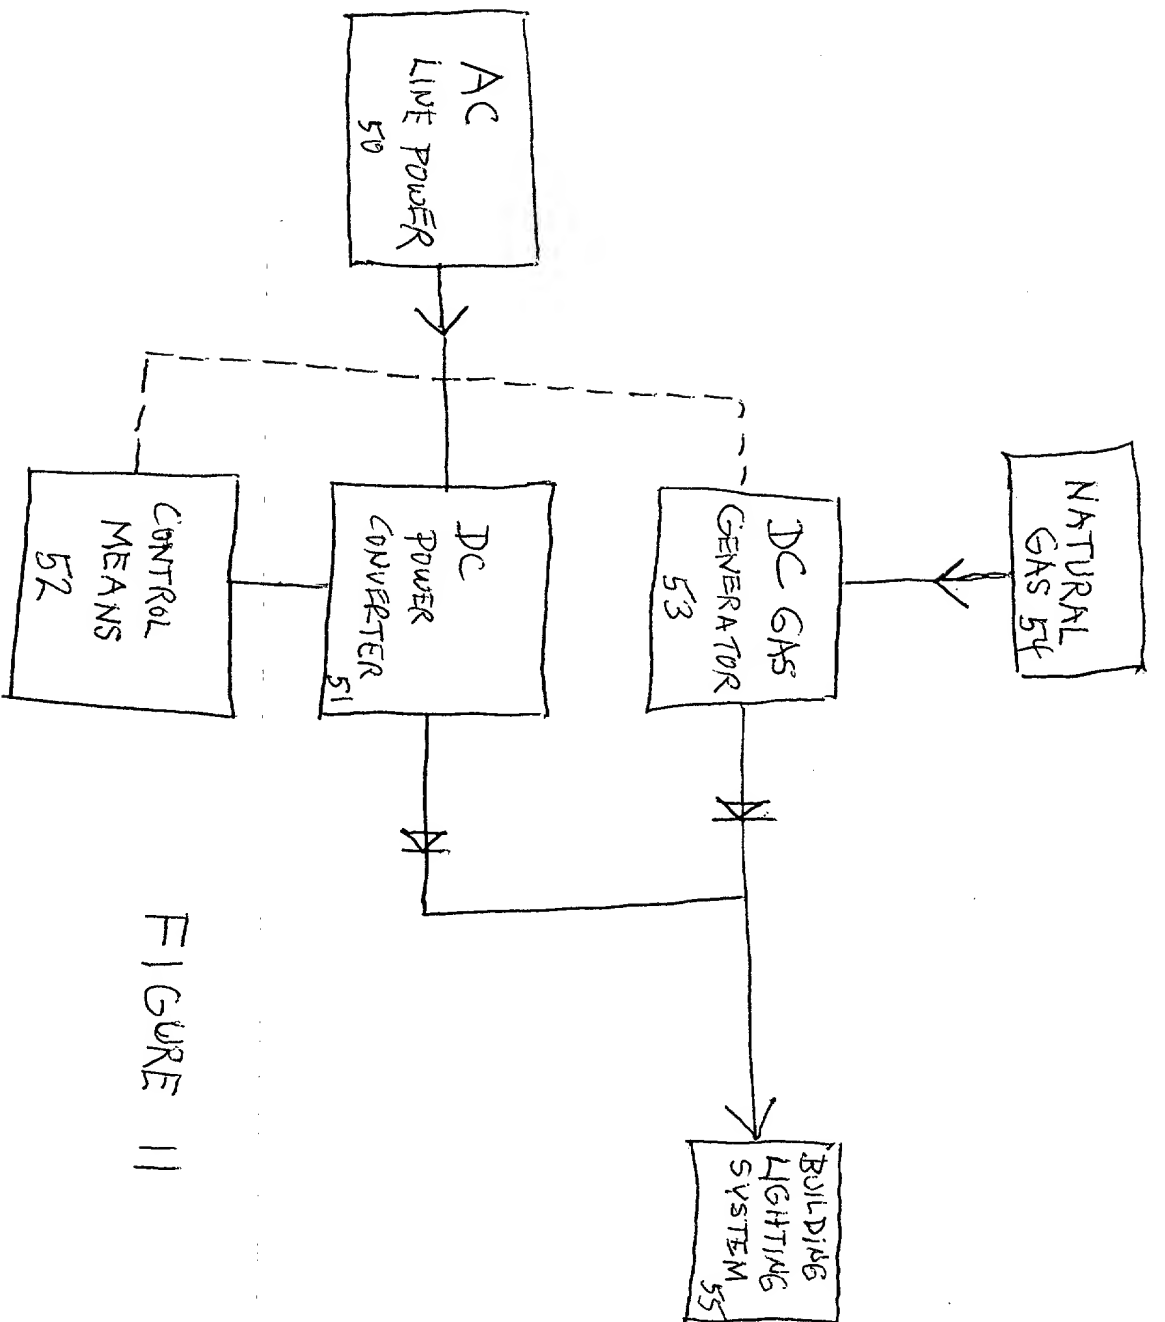 NATURAL
GAS 54
AC
LINE POWER
50
DC GAS
GENERATOR
53
BUILDING
LIGHTING
SYSTEM
55
DC
POWER
CONVERTER
51
CONTROL
MEANS
52
FIGURE 11